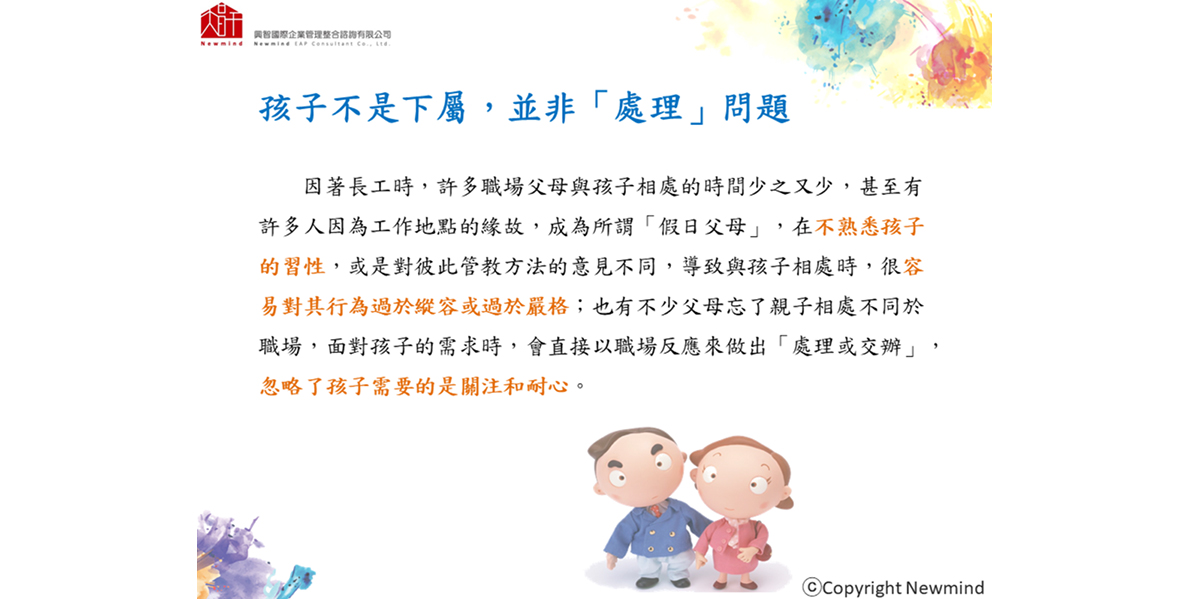 Newmind
興智國際企業管理整合諮詢有限公司
Newmind EAP Consultant Co., Ltd.
孩子不是下屬，並非「處理」問題
因著長工時，許多職場父母與孩子相處的時間少之又少，甚至有
許多人因為工作地點的緣故，成為所謂「假日父母」，在不熟悉孩子
的習性，或是對彼此管教方法的意見不同，導致與孩子相處時，很容
易對其行為過於縱容或過於嚴格；也有不少父母忘了親子相處不同於
職場，面對孩子的需求時，會直接以職場反應來做出「處理或交辦」，
忽略了孩子需要的是關注和耐心。
ⓒCopyright Newmind